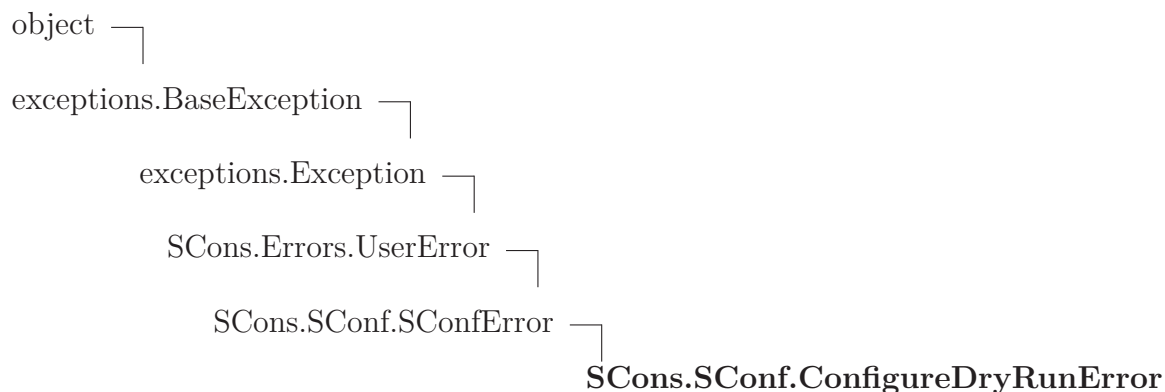 object
exceptions.BaseException
exceptions.Exception
SCons.Errors.UserError
SCons.SConf.SConfError
SCons.SConf.ConfigureDryRunError